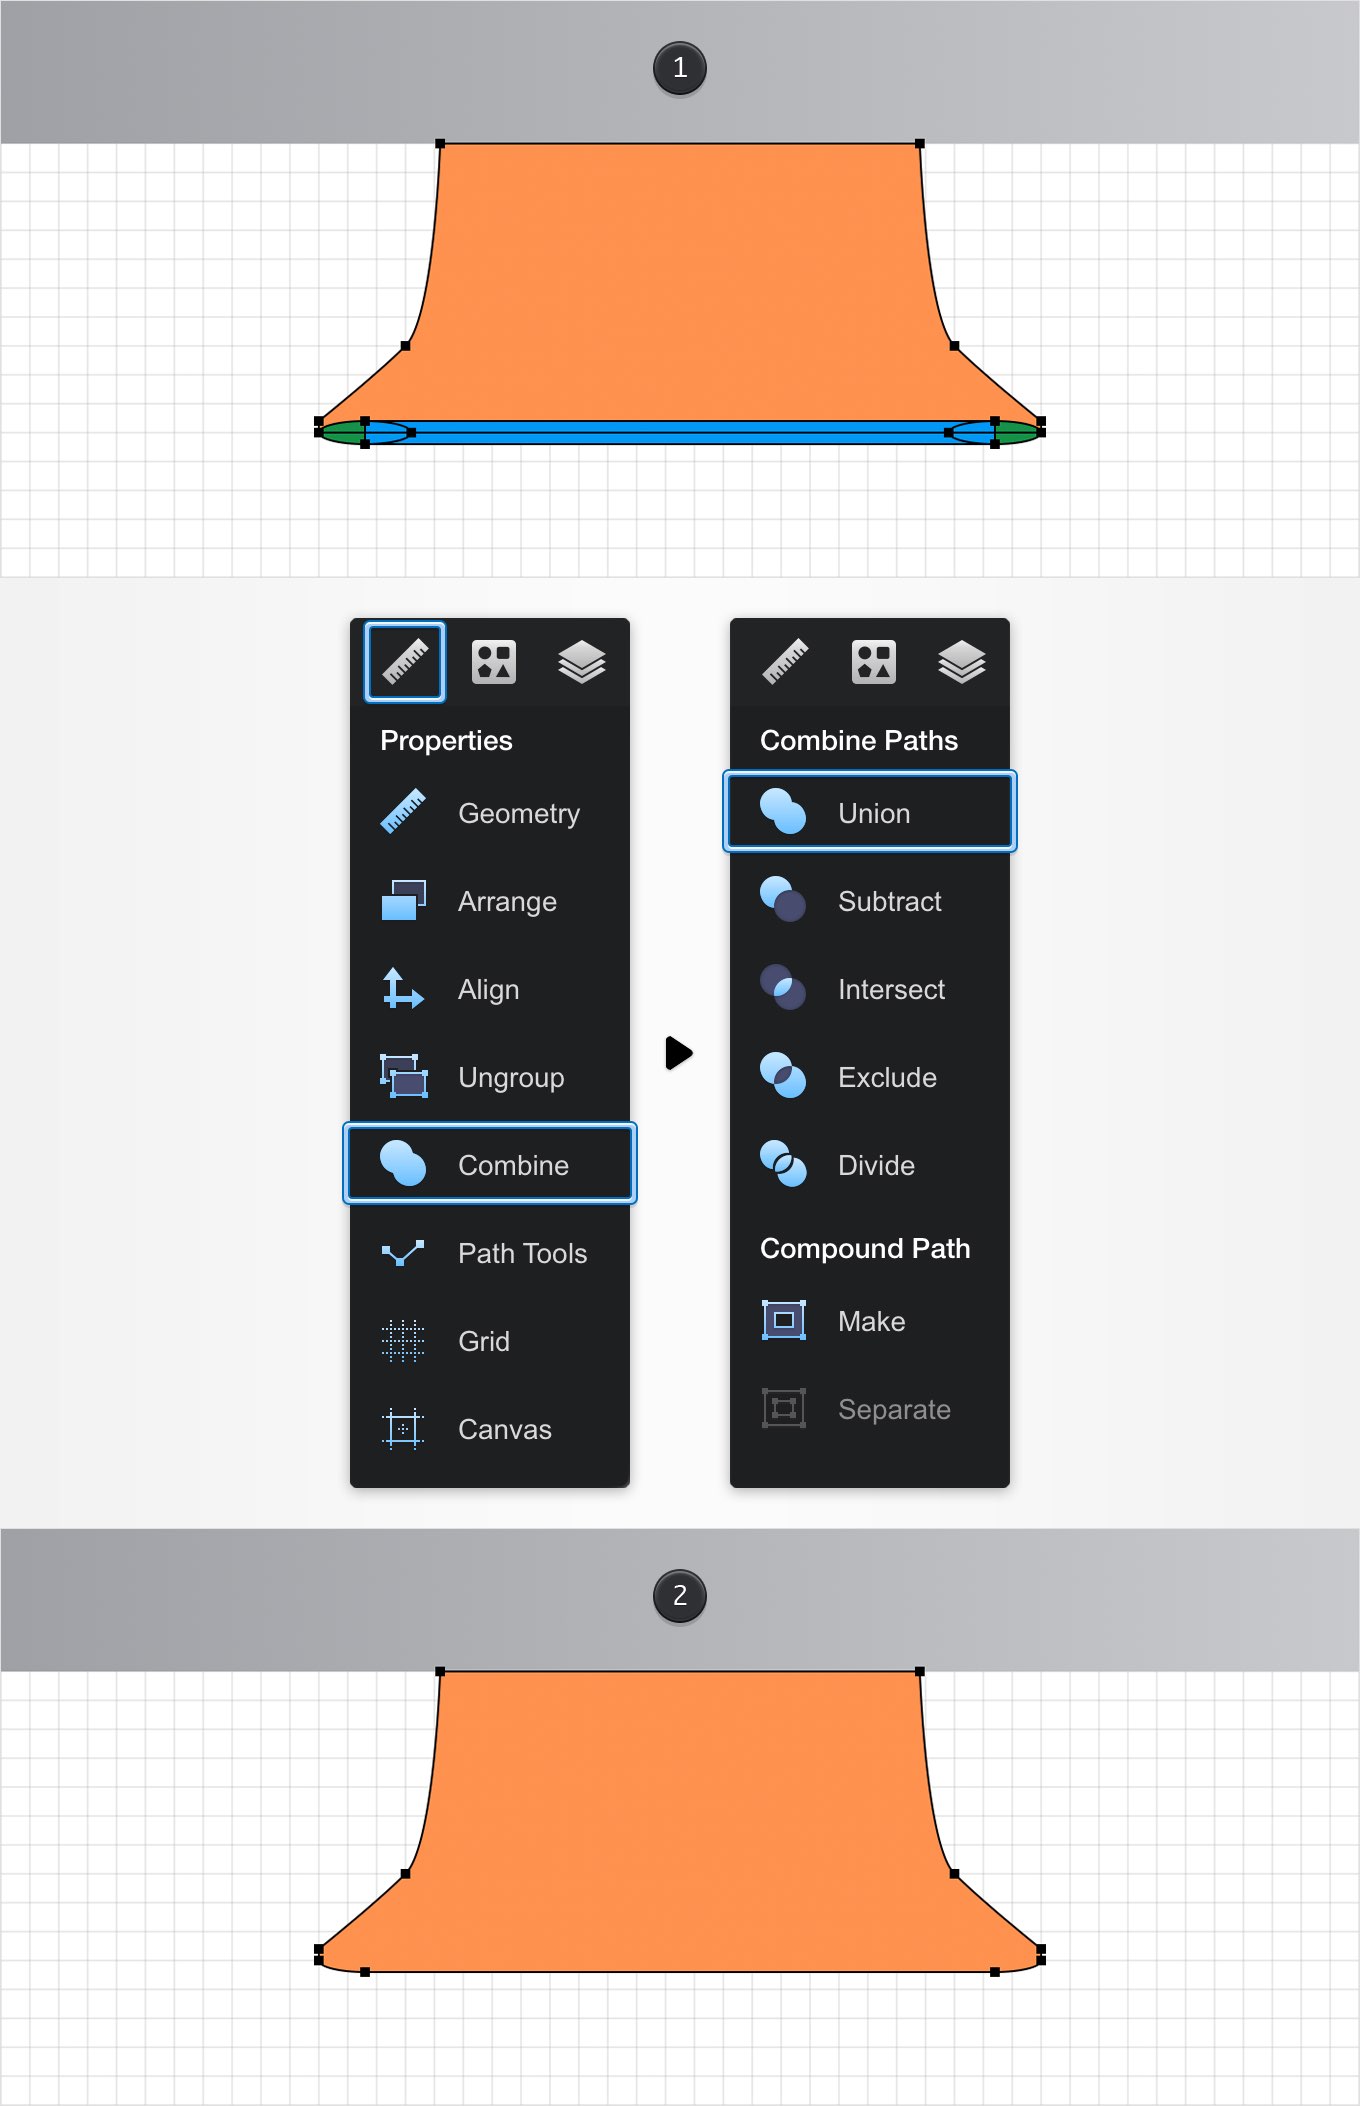 1
Properties
Geometry
Arrange
Align
Ungroup
Combine
Path Tools
Grid
Canvas
Combine Paths
Union
Subtract
Intersect
Exclude
Divide
Compound Path
Make
Separate
2